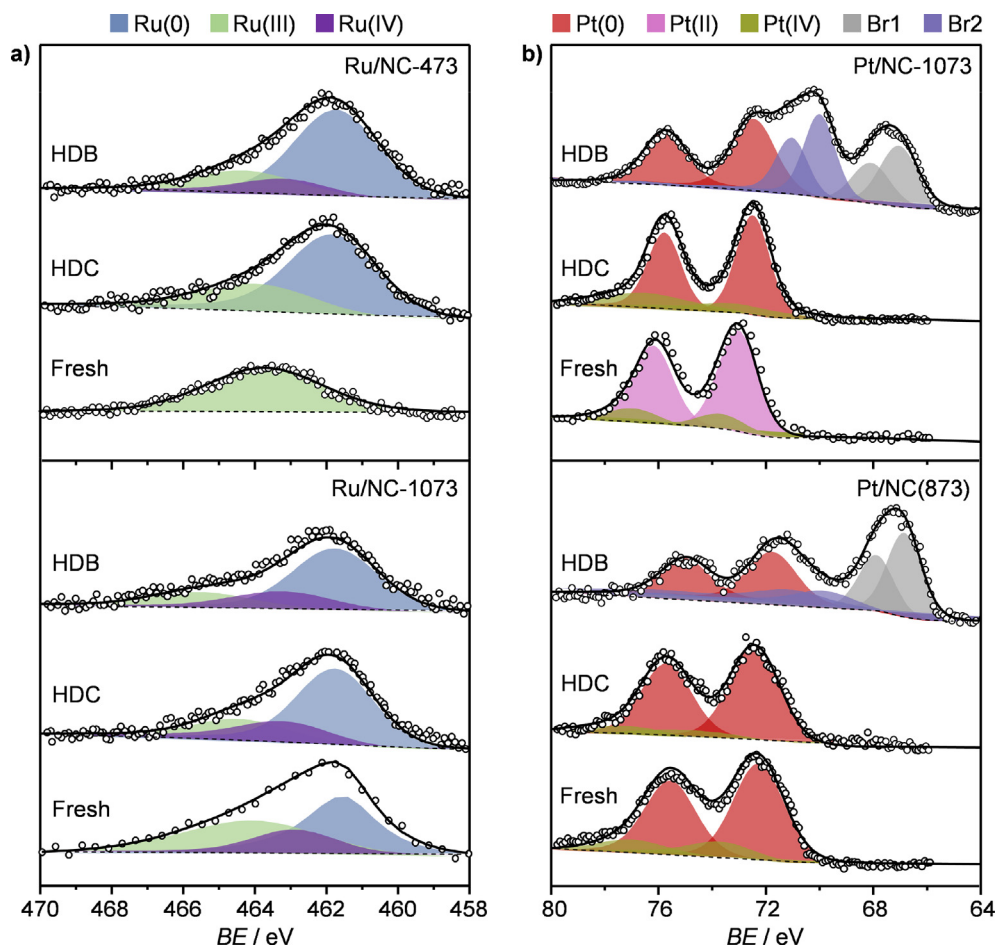 Ru(0) Ru(III) Ru(IV)
a)
Ru/NC-473
HDB
HDC
Fresh
Ru/NC-1073
HDB
HDC
Fresh
470 468 466 464 462 460 458
BE / eV
Pt(0) Pt(II) Pt(IV) Br1 Br2
b)
Pt/NC-1073
HDB
HDC
Fresh
Pt/NC(873)
HDB
HDC
Fresh
80 76 72 68 64
BE / eV